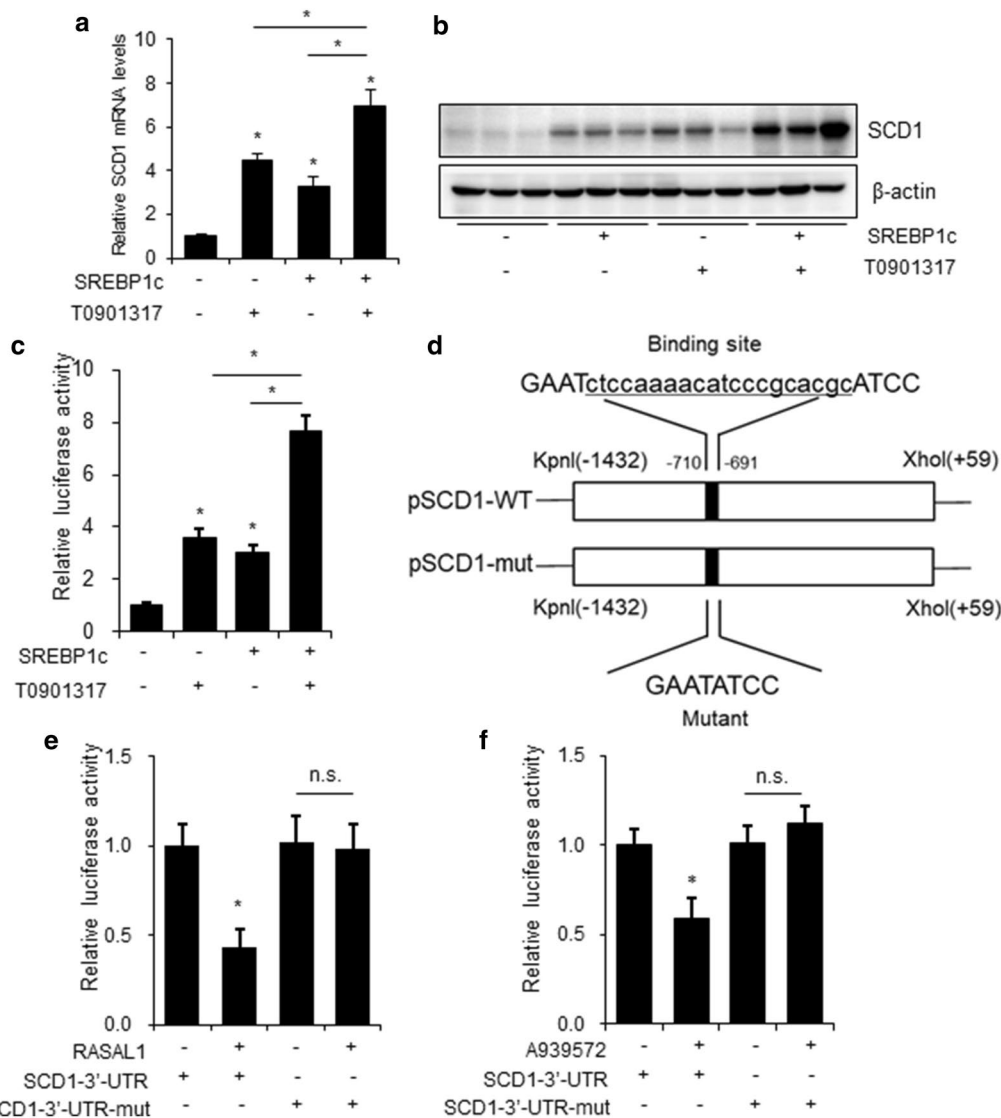 a
Relative SCD1 mRNA levels
10
8
6
4
2
0
*
*
*
*
*
SREBP1c - - + +
T0901317 - + - +
b
SCD1
β-actin
- + - + SREBP1c
- - + + T0901317
c
Relative luciferase activity
10
8
6
4
2
0
*
*
*
*
SREBP1c - - + +
T0901317 - + - +
d
Binding site
GAATctccaaaacatcccgcacgcATCC
KpnI(-1432) -710 -691 XhoI(+59)
pSCD1-WT
pSCD1-mut
KpnI(-1432) XhoI(+59)
GAATATCC
Mutant
e
Relative luciferase activity
1.5
1.0
0.5
0.0
*
n.s.
RASAL1 - + - +
SCD1-3'-UTR + + - -
CD1-3'-UTR-mut - - + +
f
Relative luciferase activity
1.5
1.0
0.5
0.0
*
n.s.
A939572 - + - +
SCD1-3'-UTR + + - -
SCD1-3'-UTR-mut - - + +